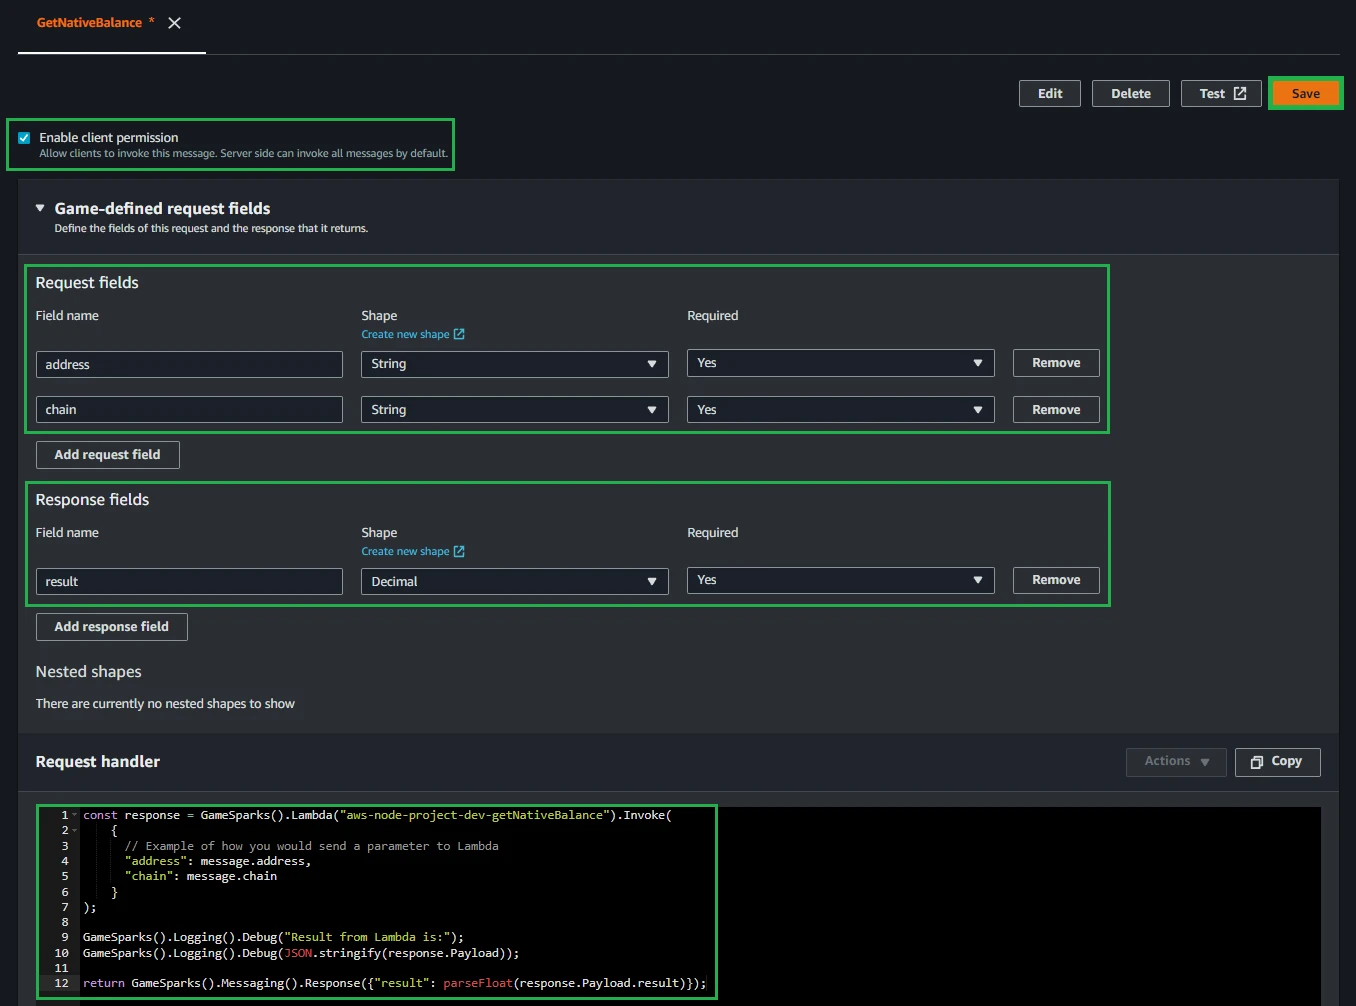 GetNativeBalance *
Edit Delete Test Save
Enable client permission
Allow clients to invoke this message. Server side can invoke all messages by default.
Game-defined request fields
Define the fields of this request and the response that it returns.
Request fields
Field name Shape Required
Create new shape
address String Yes Remove
chain String Yes Remove
Add request field
Response fields
Field name Shape Required
Create new shape
result Decimal Yes Remove
Add response field
Nested shapes
There are currently no nested shapes to show
Request handler Actions Copy
1 const response = GameSparks().Lambda("aws-node-project-dev-getNativeBalance").Invoke(
2 {
3 // Example of how you would send a parameter to Lambda
4 "address": message.address,
5 "chain": message.chain
6 }
7 );
8
9 GameSparks().Logging().Debug("Result from Lambda is:");
10 GameSparks().Logging().Debug(JSON.stringify(response.Payload));
11
12 return GameSparks().Messaging().Response({"result": parseFloat(response.Payload.result)});